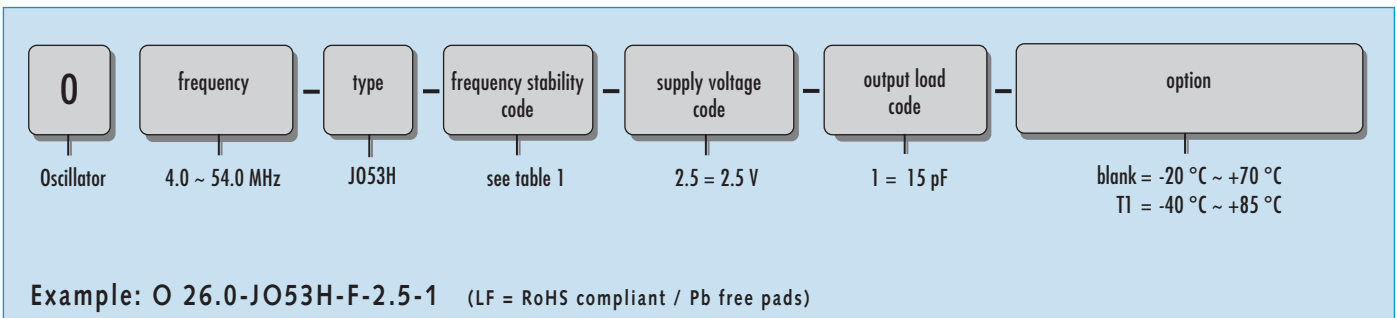 O
frequency
–
type
–
frequency stability
code
–
supply voltage
code
–
output load
code
–
option
Oscillator
4.0 ~ 54.0 MHz
JO53H
see table 1
2.5 = 2.5 V
1 = 15 pF
blank = -20 °C ~ +70 °C
T1 = -40 °C ~ +85 °C
Example: O 26.0-JO53H-F-2.5-1 (LF = RoHS compliant / Pb free pads)